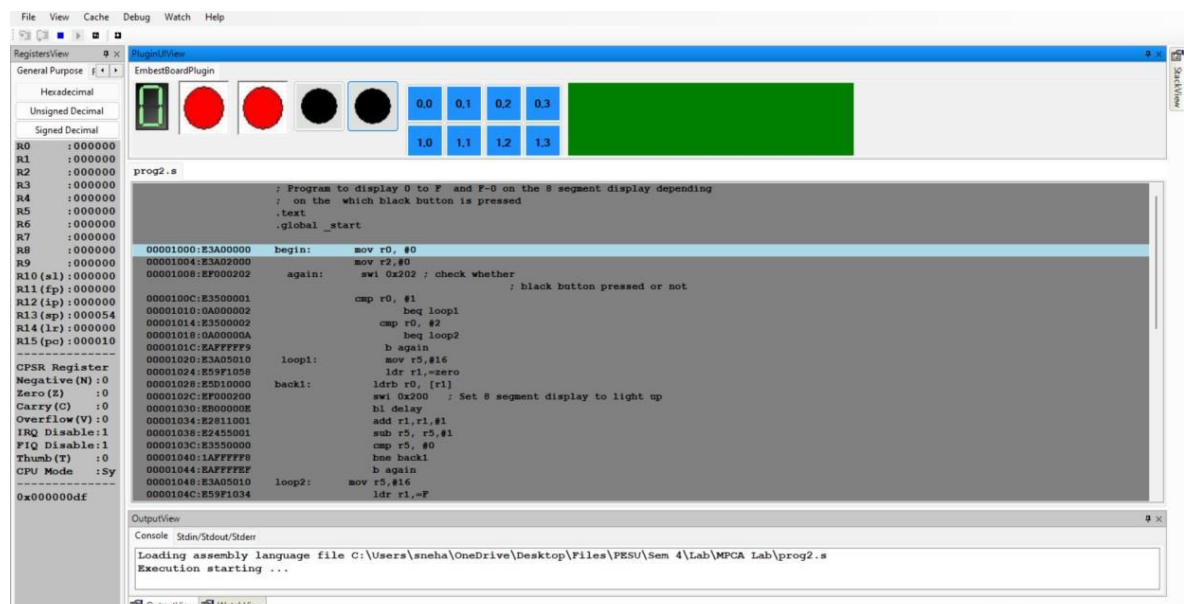 File View Cache Debug Watch Help
RegistersView
General Purpose
Hexadecimal
Unsigned Decimal
Signed Decimal
R0 :000000
R1 :000000
R2 :000000
R3 :000000
R4 :000000
R5 :000000
R6 :000000
R7 :000000
R8 :000000
R9 :000000
R10(sl):000000
R11(fp):000000
R12(ip):000000
R13(sp):000054
R14(lr):000000
R15(pc):000010
--------------
CPSR Register
Negative(N):0
Zero(Z) :0
Carry(C) :0
Overflow(V):0
IRQ Disable:1
FIQ Disable:1
Thumb(T) :0
CPU Mode :Sy
--------------
0x000000df
PluginUIView
EmbestBoardPlugin
0
0,0 0,1 0,2 0,3
1,0 1,1 1,2 1,3
StackView
prog2.s
; Program to display 0 to F and F-0 on the 8 segment display depending
; on the which black button is pressed
.text
.global _start
00001000:E3A00000 begin: mov r0, #0
00001004:E3A02000 mov r2,#0
00001008:EF000202 again: swi 0x202 ; check whether
; black button pressed or not
0000100C:E3500001 cmp r0, #1
00001010:0A000002 beq loop1
00001014:E3500002 cmp r0, #2
00001018:0A00000A beq loop2
0000101C:EAFFFFF9 b again
00001020:E3A05010 loop1: mov r5,#16
00001024:E59F1058 ldr r1,=zero
00001028:E5D10000 back1: ldrb r0, [r1]
0000102C:EF000200 swi 0x200 ; Set 8 segment display to light up
00001030:EB00000E bl delay
00001034:E2811001 add r1,r1,#1
00001038:E2455001 sub r5, r5,#1
0000103C:E3550000 cmp r5, #0
00001040:1AFFFFF8 bne back1
00001044:EAFFFFEF b again
00001048:E3A05010 loop2: mov r5,#16
0000104C:E59F1034 ldr r1,=F
OutputView
Console Stdin/Stdout/Stderr
Loading assembly language file C:\Users\sneha\OneDrive\Desktop\Files\PESU\Sem 4\Lab\MPCA Lab\prog2.s
Execution starting ...